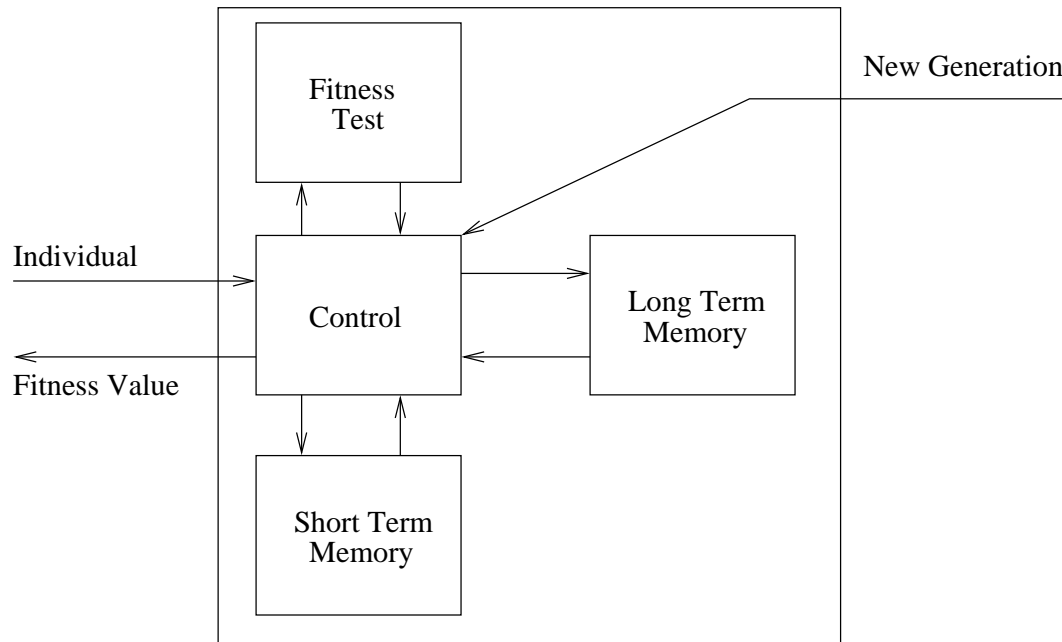 New Generation
Fitness
Test
Individual
Control
Long Term
Memory
Fitness Value
Short Term
Memory